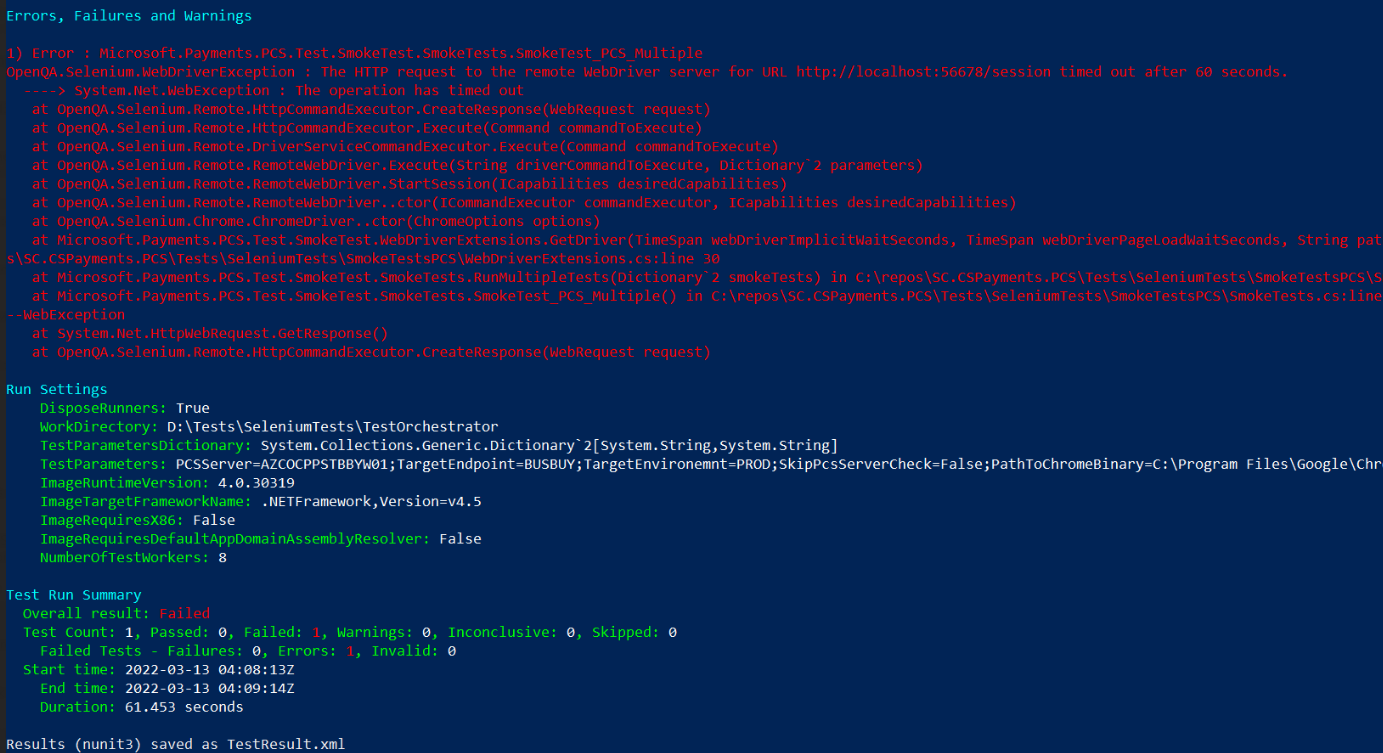 Errors, Failures and Warnings
1) Error : Microsoft.Payments.PCS.Test.SmokeTest.SmokeTests.SmokeTest_PCS_Multiple
OpenQA.Selenium.WebDriverException : The HTTP request to the remote WebDriver server for URL http://localhost:56678/session timed out after 60 seconds.
----> System.Net.WebException : The operation has timed out
at OpenQA.Selenium.Remote.HttpCommandExecutor.CreateResponse(WebRequest request)
at OpenQA.Selenium.Remote.HttpCommandExecutor.Execute(Command commandToExecute)
at OpenQA.Selenium.Remote.DriverServiceCommandExecutor.Execute(Command commandToExecute)
at OpenQA.Selenium.Remote.RemoteWebDriver.Execute(String driverCommandToExecute, Dictionary`2 parameters)
at OpenQA.Selenium.Remote.RemoteWebDriver.StartSession(ICapabilities desiredCapabilities)
at OpenQA.Selenium.Remote.RemoteWebDriver..ctor(ICommandExecutor commandExecutor, ICapabilities desiredCapabilities)
at OpenQA.Selenium.Chrome.ChromeDriver..ctor(ChromeOptions options)
at Microsoft.Payments.PCS.Test.SmokeTest.WebDriverExtensions.GetDriver(TimeSpan webDriverImplicitWaitSeconds, TimeSpan webDriverPageLoadWaitSeconds, String pat
s\SC.CSPayments.PCS\Tests\SeleniumTests\SmokeTestsPCS\WebDriverExtensions.cs:line 30
at Microsoft.Payments.PCS.Test.SmokeTest.SmokeTests.RunMultipleTests(Dictionary`2 smokeTests) in C:\repos\SC.CSPayments.PCS\Tests\SeleniumTests\SmokeTestsPCS\S
at Microsoft.Payments.PCS.Test.SmokeTest.SmokeTests.SmokeTest_PCS_Multiple() in C:\repos\SC.CSPayments.PCS\Tests\SeleniumTests\SmokeTestsPCS\SmokeTests.cs:line
--WebException
at System.Net.HttpWebRequest.GetResponse()
at OpenQA.Selenium.Remote.HttpCommandExecutor.CreateResponse(WebRequest request)
Run Settings
DisposeRunners: True
WorkDirectory: D:\Tests\SeleniumTests\TestOrchestrator
TestParametersDictionary: System.Collections.Generic.Dictionary`2[System.String,System.String]
TestParameters: PCSServer=AZCOCPPSTBBYW01;TargetEndpoint=BUSBUY;TargetEnvironemnt=PROD;SkipPcsServerCheck=False;PathToChromeBinary=C:\Program Files\Google\Chr
ImageRuntimeVersion: 4.0.30319
ImageTargetFrameworkName: .NETFramework,Version=v4.5
ImageRequiresX86: False
ImageRequiresDefaultAppDomainAssemblyResolver: False
NumberOfTestWorkers: 8
Test Run Summary
Overall result: Failed
Test Count: 1, Passed: 0, Failed: 1, Warnings: 0, Inconclusive: 0, Skipped: 0
Failed Tests - Failures: 0, Errors: 1, Invalid: 0
Start time: 2022-03-13 04:08:13Z
End time: 2022-03-13 04:09:14Z
Duration: 61.453 seconds
Results (nunit3) saved as TestResult.xml